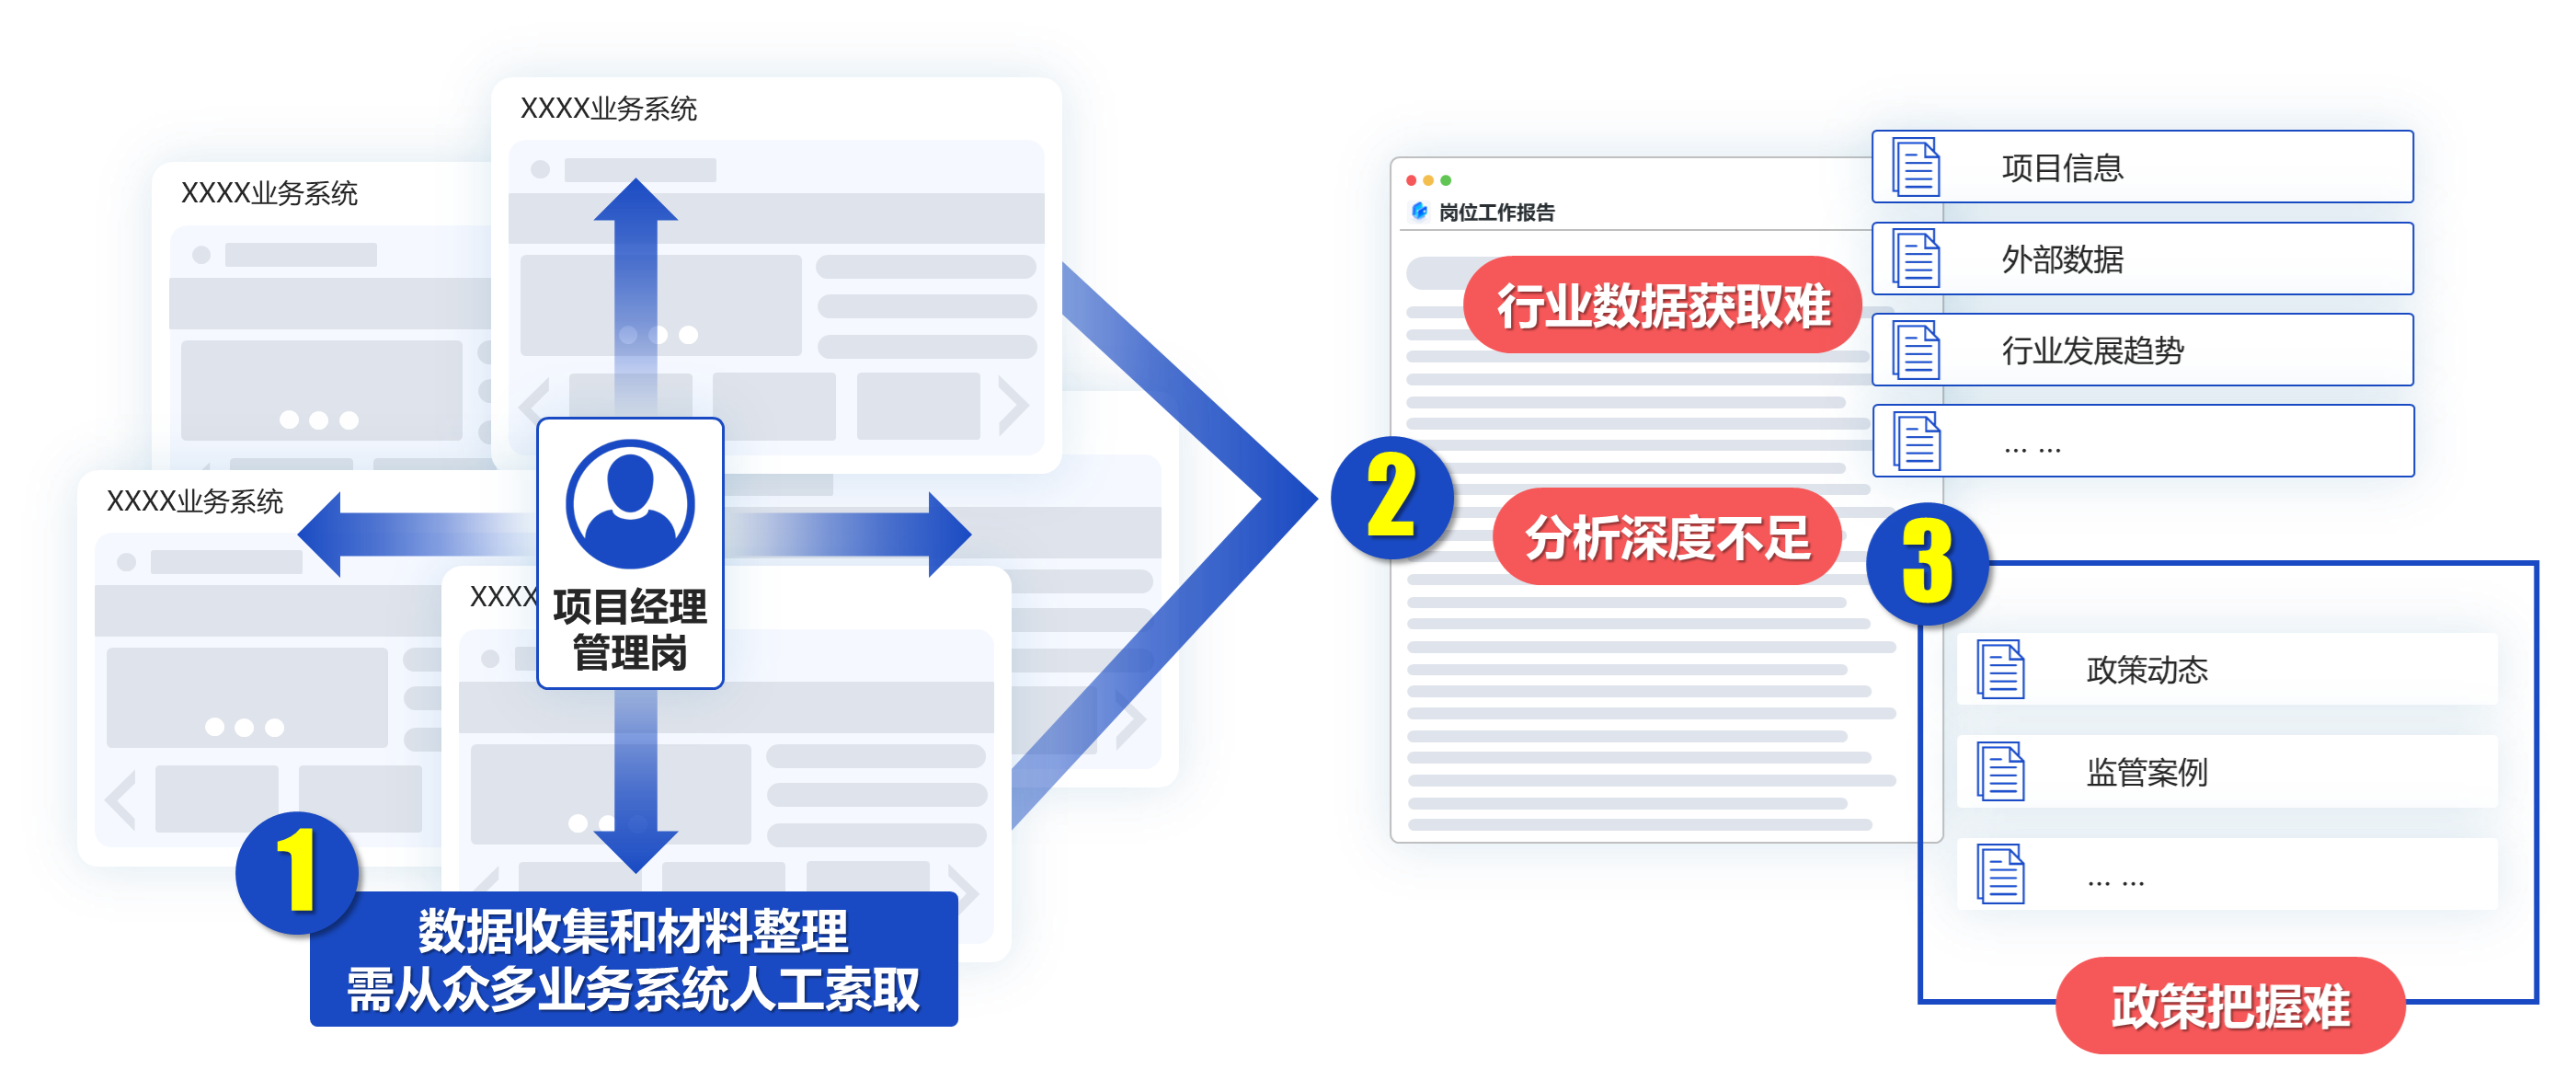 XXXX业务系统
XXXX业务系统
XXXX业务系统
XXXX
项目经理
管理岗
1
数据收集和材料整理
需从众多业务系统人工索取
2
岗位工作报告
行业数据获取难
分析深度不足
项目信息
外部数据
行业发展趋势
... ...
3
政策动态
监管案例
... ...
政策把握难